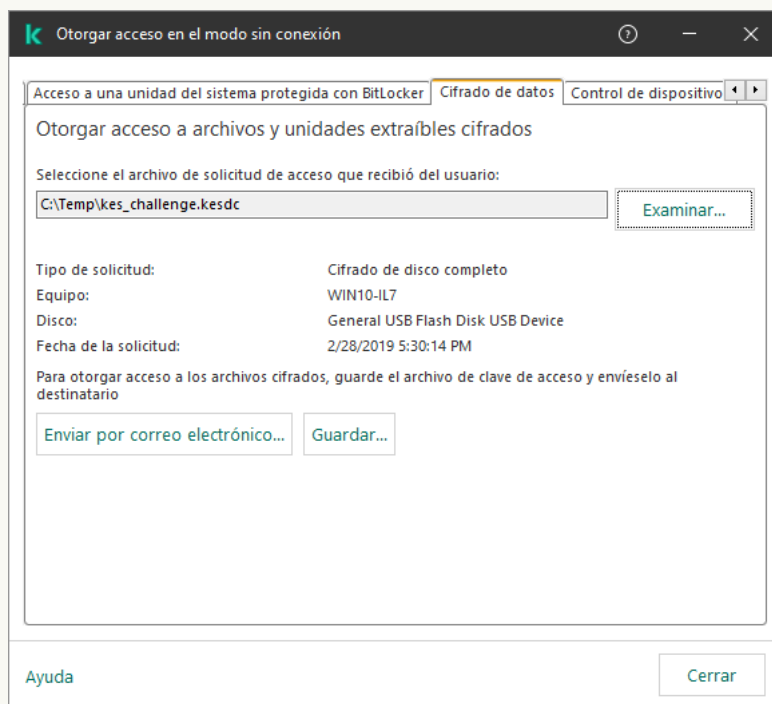 Otorgar acceso en el modo sin conexión
Acceso a una unidad del sistema protegida con BitLocker Cifrado de datos Control de dispositivo
Otorgar acceso a archivos y unidades extraíbles cifrados
Seleccione el archivo de solicitud de acceso que recibió del usuario:
C:\Temp\kes_challenge.kesdc Examinar...
Tipo de solicitud: Cifrado de disco completo
Equipo: WIN10-IL7
Disco: General USB Flash Disk USB Device
Fecha de la solicitud: 2/28/2019 5:30:14 PM
Para otorgar acceso a los archivos cifrados, guarde el archivo de clave de acceso y envíeselo al
destinatario
Enviar por correo electrónico... Guardar...
Ayuda Cerrar